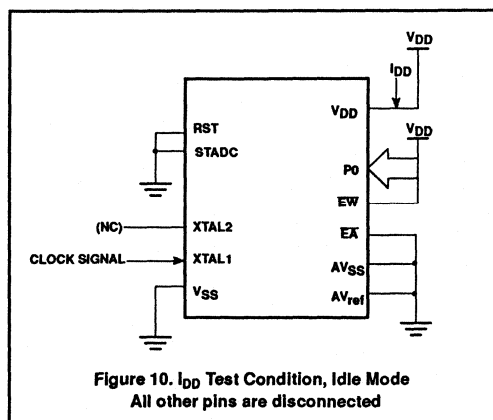 VDD
IDD
VDD
VDD
RST
STADC
P0
EW
(NC) XTAL2
EA
CLOCK SIGNAL XTAL1
AVSS
VSS
AVref
Figure 10. IDD Test Condition, Idle Mode
All other pins are disconnected